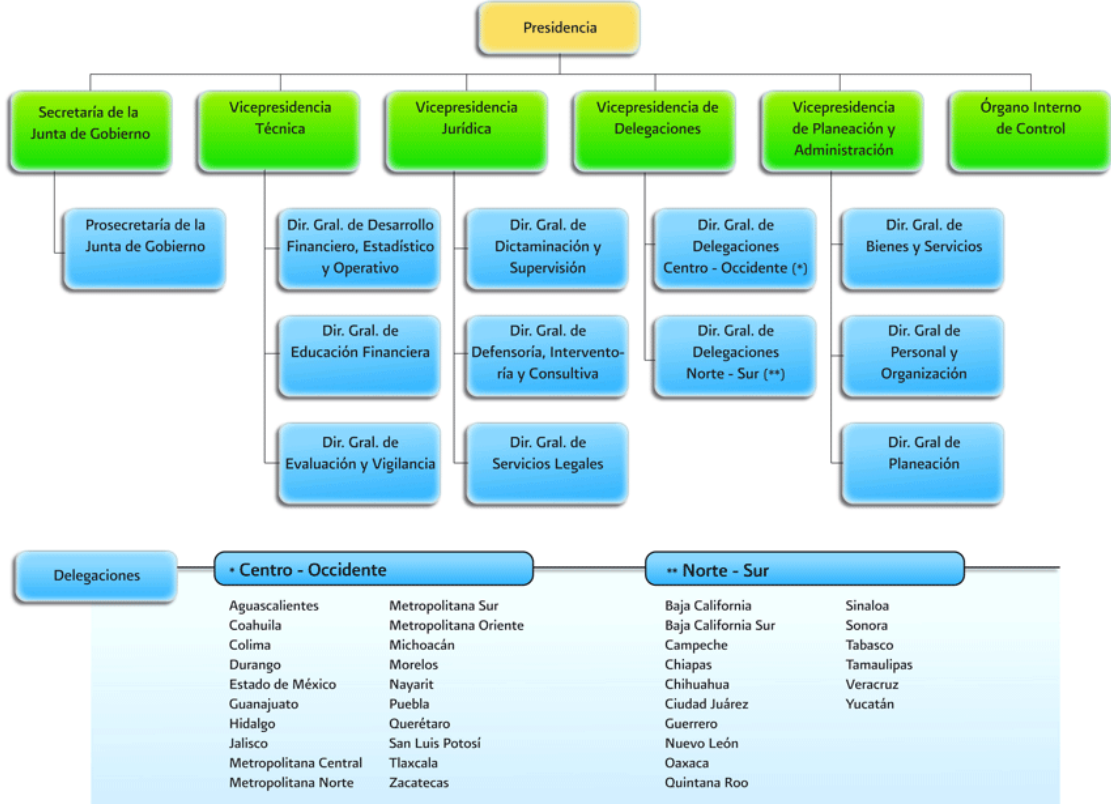 Presidencia
Secretaría de la
Junta de Gobierno
Vicepresidencia
Técnica
Vicepresidencia
Jurídica
Vicepresidencia de
Delegaciones
Vicepresidencia
de Planeación y
Administración
Órgano Interno
de Control
Prosecretaría de la
Junta de Gobierno
Dir. Gral. de Desarrollo
Financiero, Estadístico
y Operativo
Dir. Gral. de
Dictaminación y
Supervisión
Dir. Gral. de
Delegaciones
Centro - Occidente (*)
Dir. Gral. de
Bienes y Servicios
Dir. Gral. de
Educación Financiera
Dir. Gral. de
Defensoría, Intervento-
ría y Consultiva
Dir. Gral. de
Delegaciones
Norte - Sur (**)
Dir. Gral de
Personal y
Organización
Dir. Gral. de
Evaluación y Vigilancia
Dir. Gral. de
Servicios Legales
Dir. Gral de
Planeación
Delegaciones
* Centro - Occidente
Aguascalientes
Coahuila
Colima
Durango
Estado de México
Guanajuato
Hidalgo
Jalisco
Metropolitana Central
Metropolitana Norte
Metropolitana Sur
Metropolitana Oriente
Michoacán
Morelos
Nayarit
Puebla
Querétaro
San Luis Potosí
Tlaxcala
Zacatecas
** Norte - Sur
Baja California
Baja California Sur
Campeche
Chiapas
Chihuahua
Ciudad Juárez
Guerrero
Nuevo León
Oaxaca
Quintana Roo
Sinaloa
Sonora
Tabasco
Tamaulipas
Veracruz
Yucatán